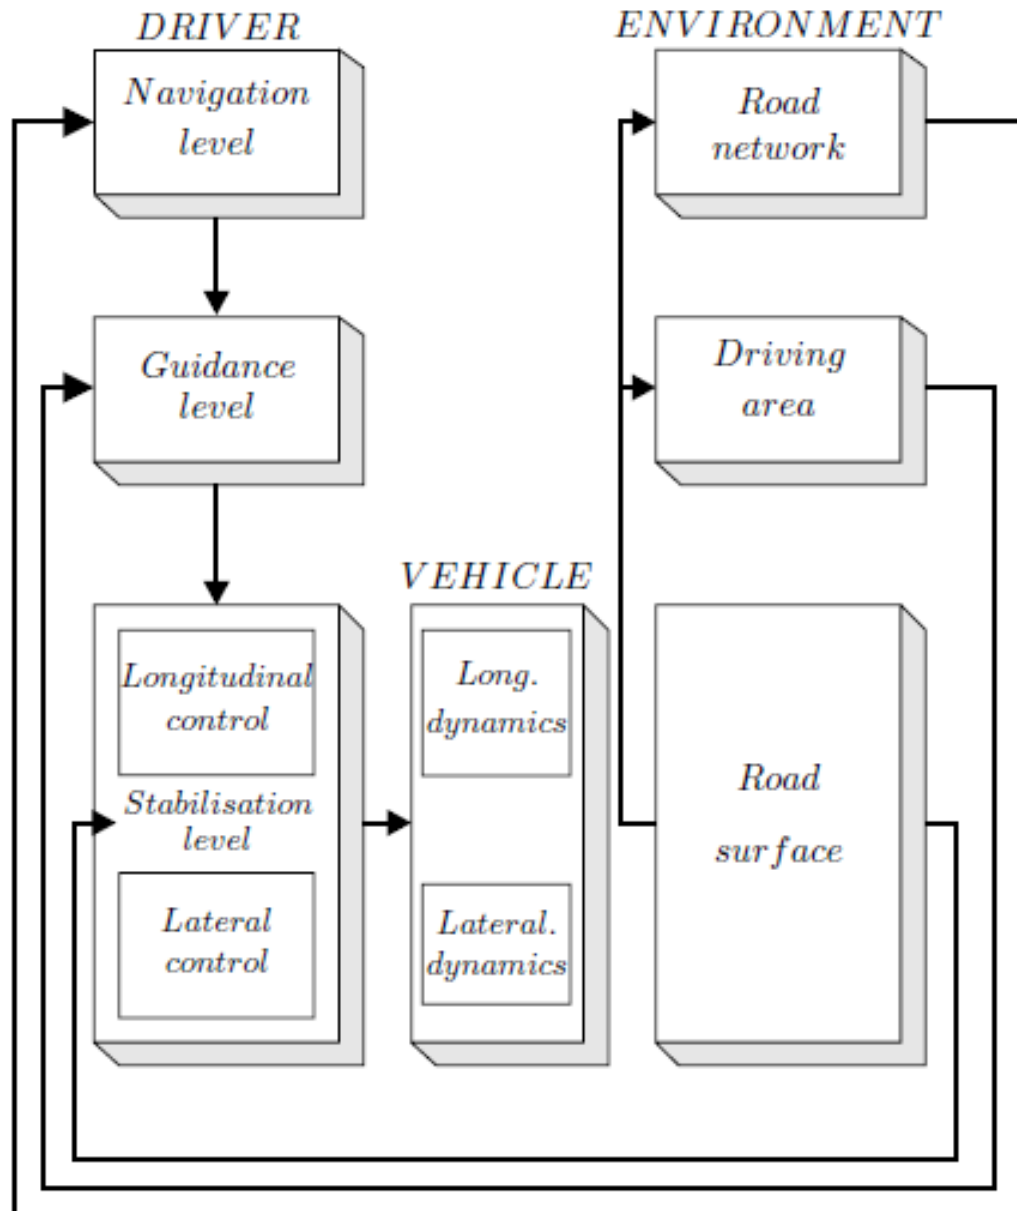 DRIVER
ENVIRONMENT
Navigation
level
Road
network
Guidance
level
Driving
area
VEHICLE
Longitudinal
control
Stabilisation
level
Lateral
control
Long.
dynamics
Lateral.
dynamics
Road
surface